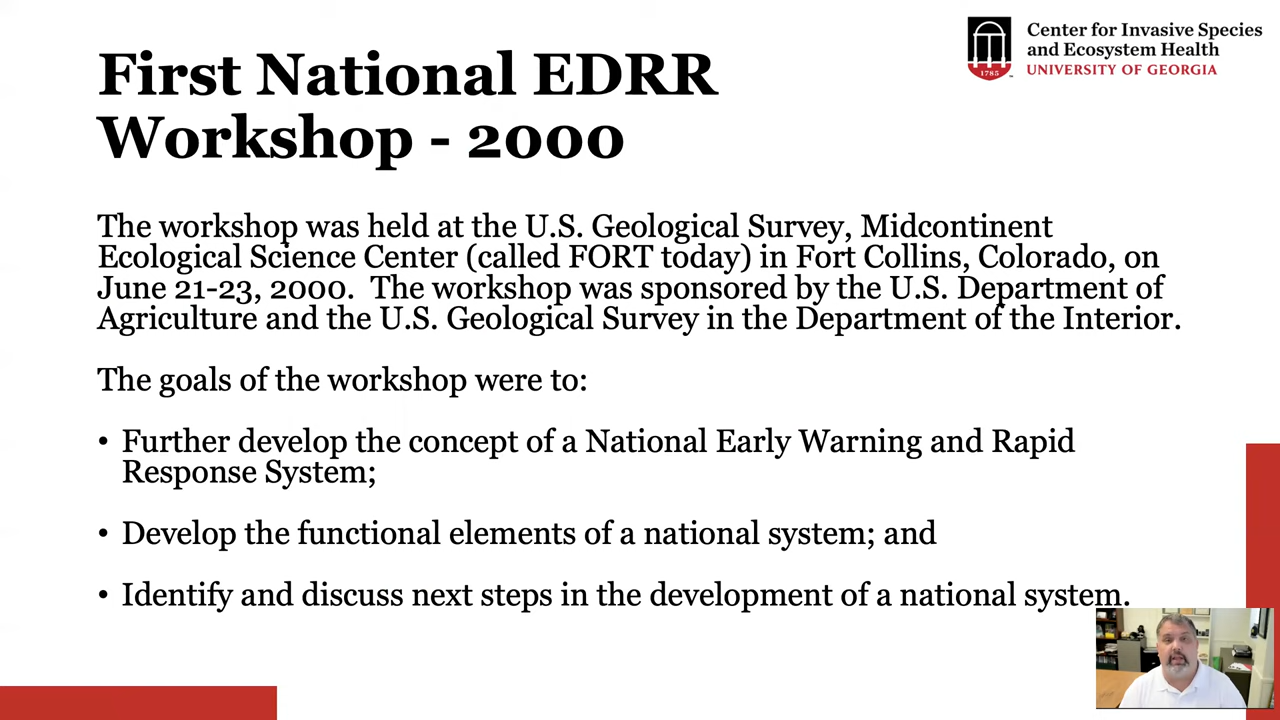 Center for Invasive Species
and Ecosystem Health
UNIVERSITY OF GEORGIA
1785
First National EDRR
Workshop - 2000
The workshop was held at the U.S. Geological Survey, Midcontinent
Ecological Science Center (called FORT today) in Fort Collins, Colorado, on
June 21-23, 2000.  The workshop was sponsored by the U.S. Department of
Agriculture and the U.S. Geological Survey in the Department of the Interior.
The goals of the workshop were to:
• Further develop the concept of a National Early Warning and Rapid
Response System;
• Develop the functional elements of a national system; and
• Identify and discuss next steps in the development of a national system.